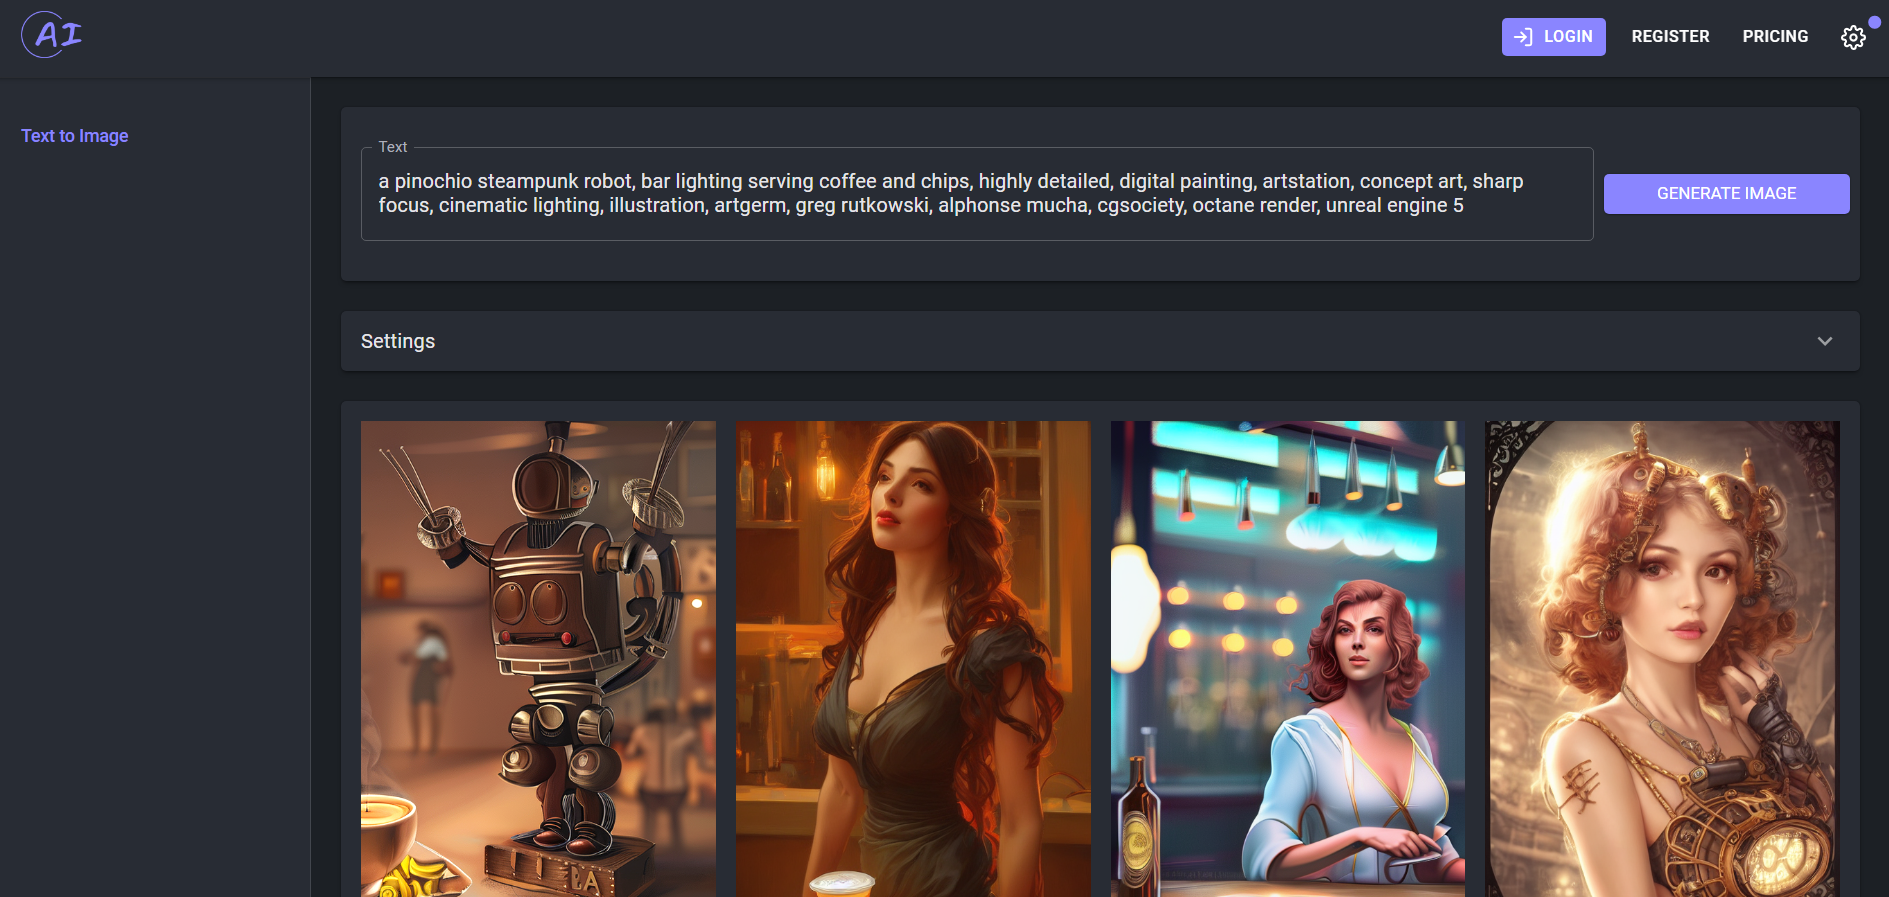 AI
LOGIN
REGISTER
PRICING
Text to Image
Text
a pinochio steampunk robot, bar lighting serving coffee and chips, highly detailed, digital painting, artstation, concept art, sharp
focus, cinematic lighting, illustration, artgerm, greg rutkowski, alphonse mucha, cgsociety, octane render, unreal engine 5
GENERATE IMAGE
Settings